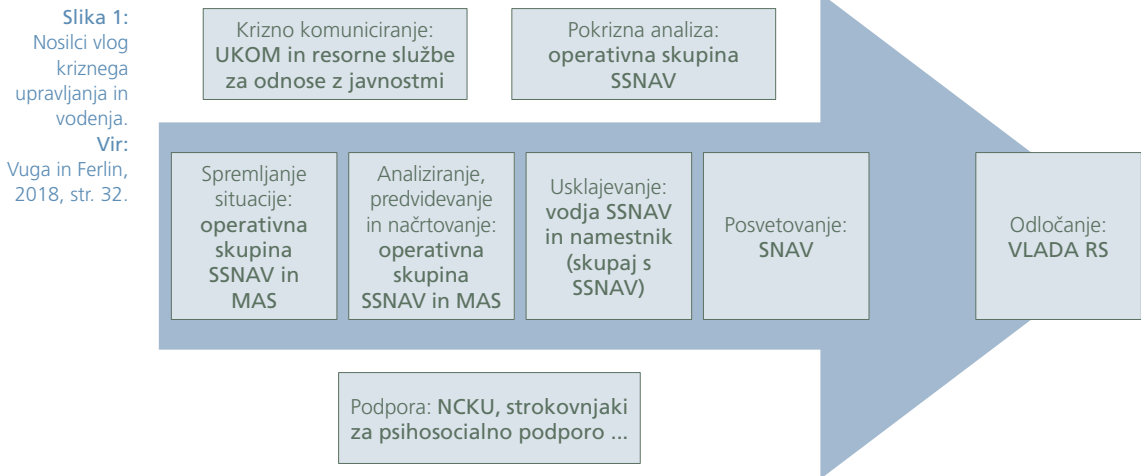 Slika 1:
Nosilci vlog
kriznega
upravljanja in
vodenja.
Vir:
Vuga in Ferlin,
2018, str. 32.
Krizno komuniciranje:
UKOM in resorne službe
za odnose z javnostmi
Pokrizna analiza:
operativna skupina
SSNAV
Spremljanje
situacije:
operativna
skupina
SSNAV in
MAS
Analiziranje,
predvidevanje
in načrtovanje:
operativna
skupina
SSNAV in MAS
Usklajevanje:
vodja SSNAV
in namestnik
(skupaj s
SSNAV)
Posvetovanje:
SNAV
Odločanje:
VLADA RS
Podpora: NCKU, strokovnjaki
za psihosocialno podporo ...